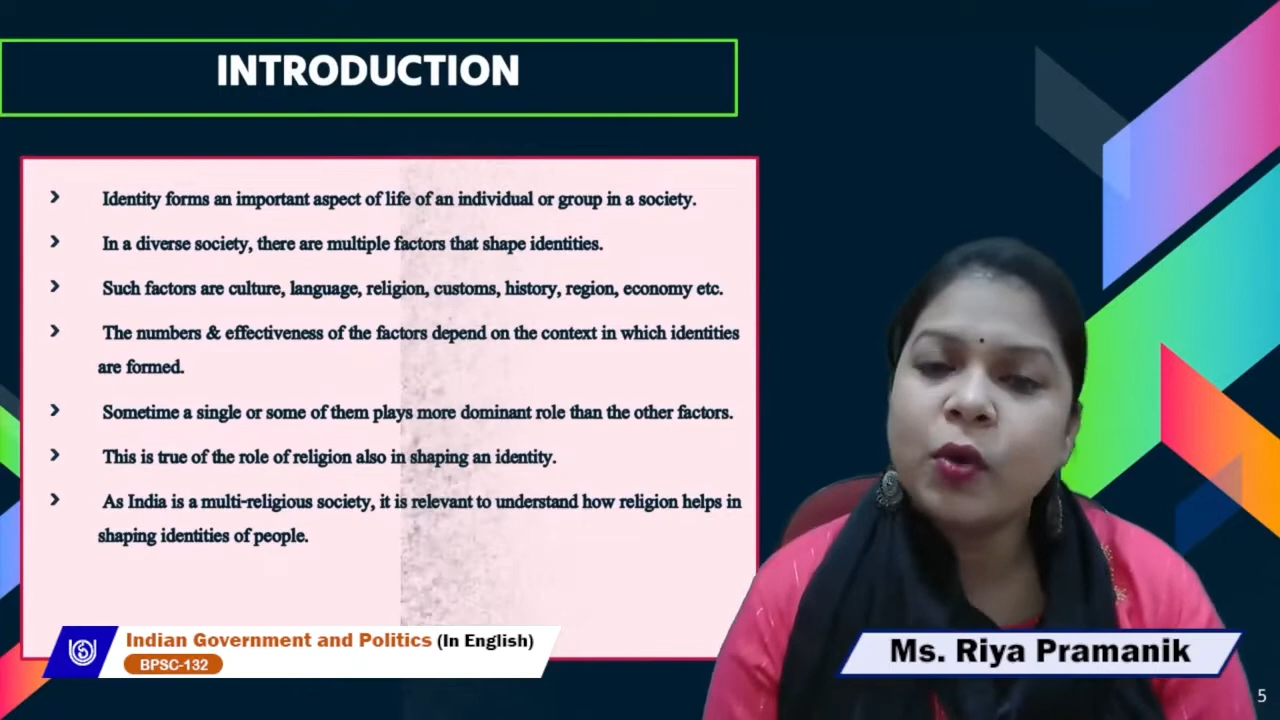 INTRODUCTION
Identity forms an important aspect of life of an individual or group in a society.
In a diverse society, there are multiple factors that shape identities.
Such factors are culture, language, religion, customs, history, region, economy etc.
The numbers & effectiveness of the factors depend on the context in which identities
are formed.
Sometime a single or some of them plays more dominant role than the other factors.
This is true of the role of religion also in shaping an identity.
As India is a multi-religious society, it is relevant to understand how religion helps in
shaping identities of people.
Indian Government and Politics (In English)
BPSC-132
Ms. Riya Pramanik
5